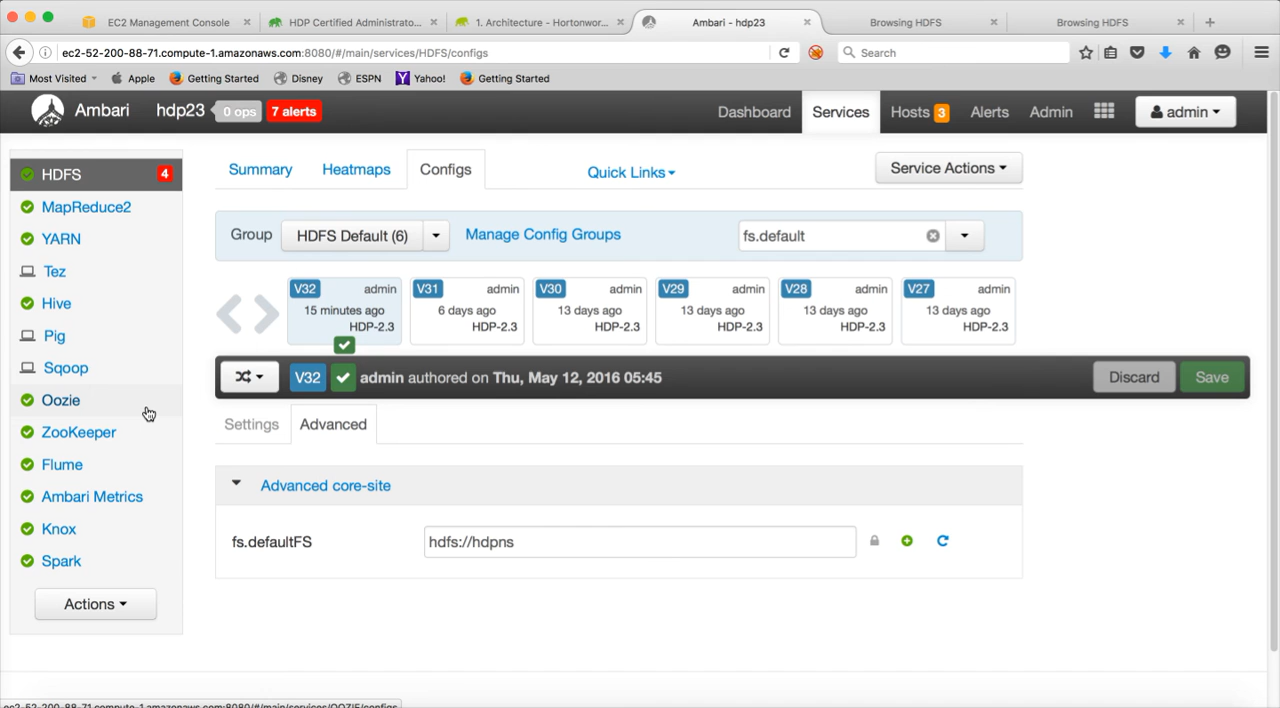 EC2 Management Console
HDP Certified Administrato...
1. Architecture - Hortonwor...
Ambari - hdp23
Browsing HDFS
Browsing HDFS
ec2-52-200-88-71.compute-1.amazonaws.com:8080/#/main/services/HDFS/configs
Search
Most Visited
Apple
Getting Started
Disney
ESPN
Yahoo!
Getting Started
Ambari
hdp23
0 ops
7 alerts
Dashboard
Services
Hosts 3
Alerts
Admin
admin
HDFS 4
MapReduce2
YARN
Tez
Hive
Pig
Sqoop
Oozie
ZooKeeper
Flume
Ambari Metrics
Knox
Spark
Actions
Summary
Heatmaps
Configs
Quick Links
Service Actions
Group
HDFS Default (6)
Manage Config Groups
fs.default
V32 admin
15 minutes ago
HDP-2.3
V31 admin
6 days ago
HDP-2.3
V30 admin
13 days ago
HDP-2.3
V29 admin
13 days ago
HDP-2.3
V28 admin
13 days ago
HDP-2.3
V27 admin
13 days ago
HDP-2.3
V32 admin authored on Thu, May 12, 2016 05:45
Discard
Save
Settings
Advanced
Advanced core-site
fs.defaultFS
hdfs://hdpns
ec2-52-200-88-71.compute-1.amazonaws.com:8080/#/main/services/OOZIE/configs